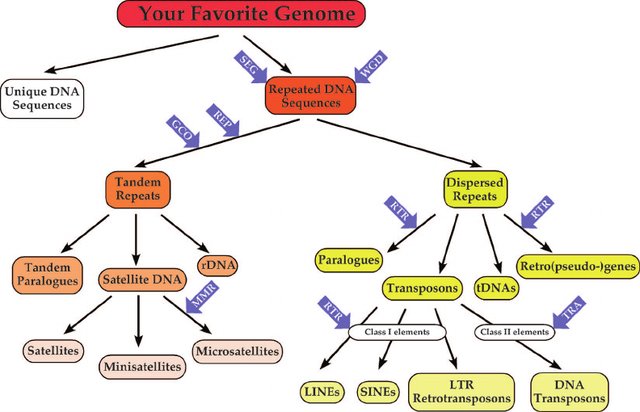 Your Favorite Genome
SEG
WGD
Unique DNA
Sequences
Repeated DNA
Sequences
GCO
REP
Tandem
Repeats
Dispersed
Repeats
RTR
RTR
Tandem
Paralogues
Satellite DNA
rDNA
Paralogues
Transposons
tDNAs
Retro(pseudo-)genes
MMR
RTR
Class I elements
Class II elements
TRA
Satellites
Minisatellites
Microsatellites
LINEs
SINEs
LTR
Retrotransposons
DNA
Transposons